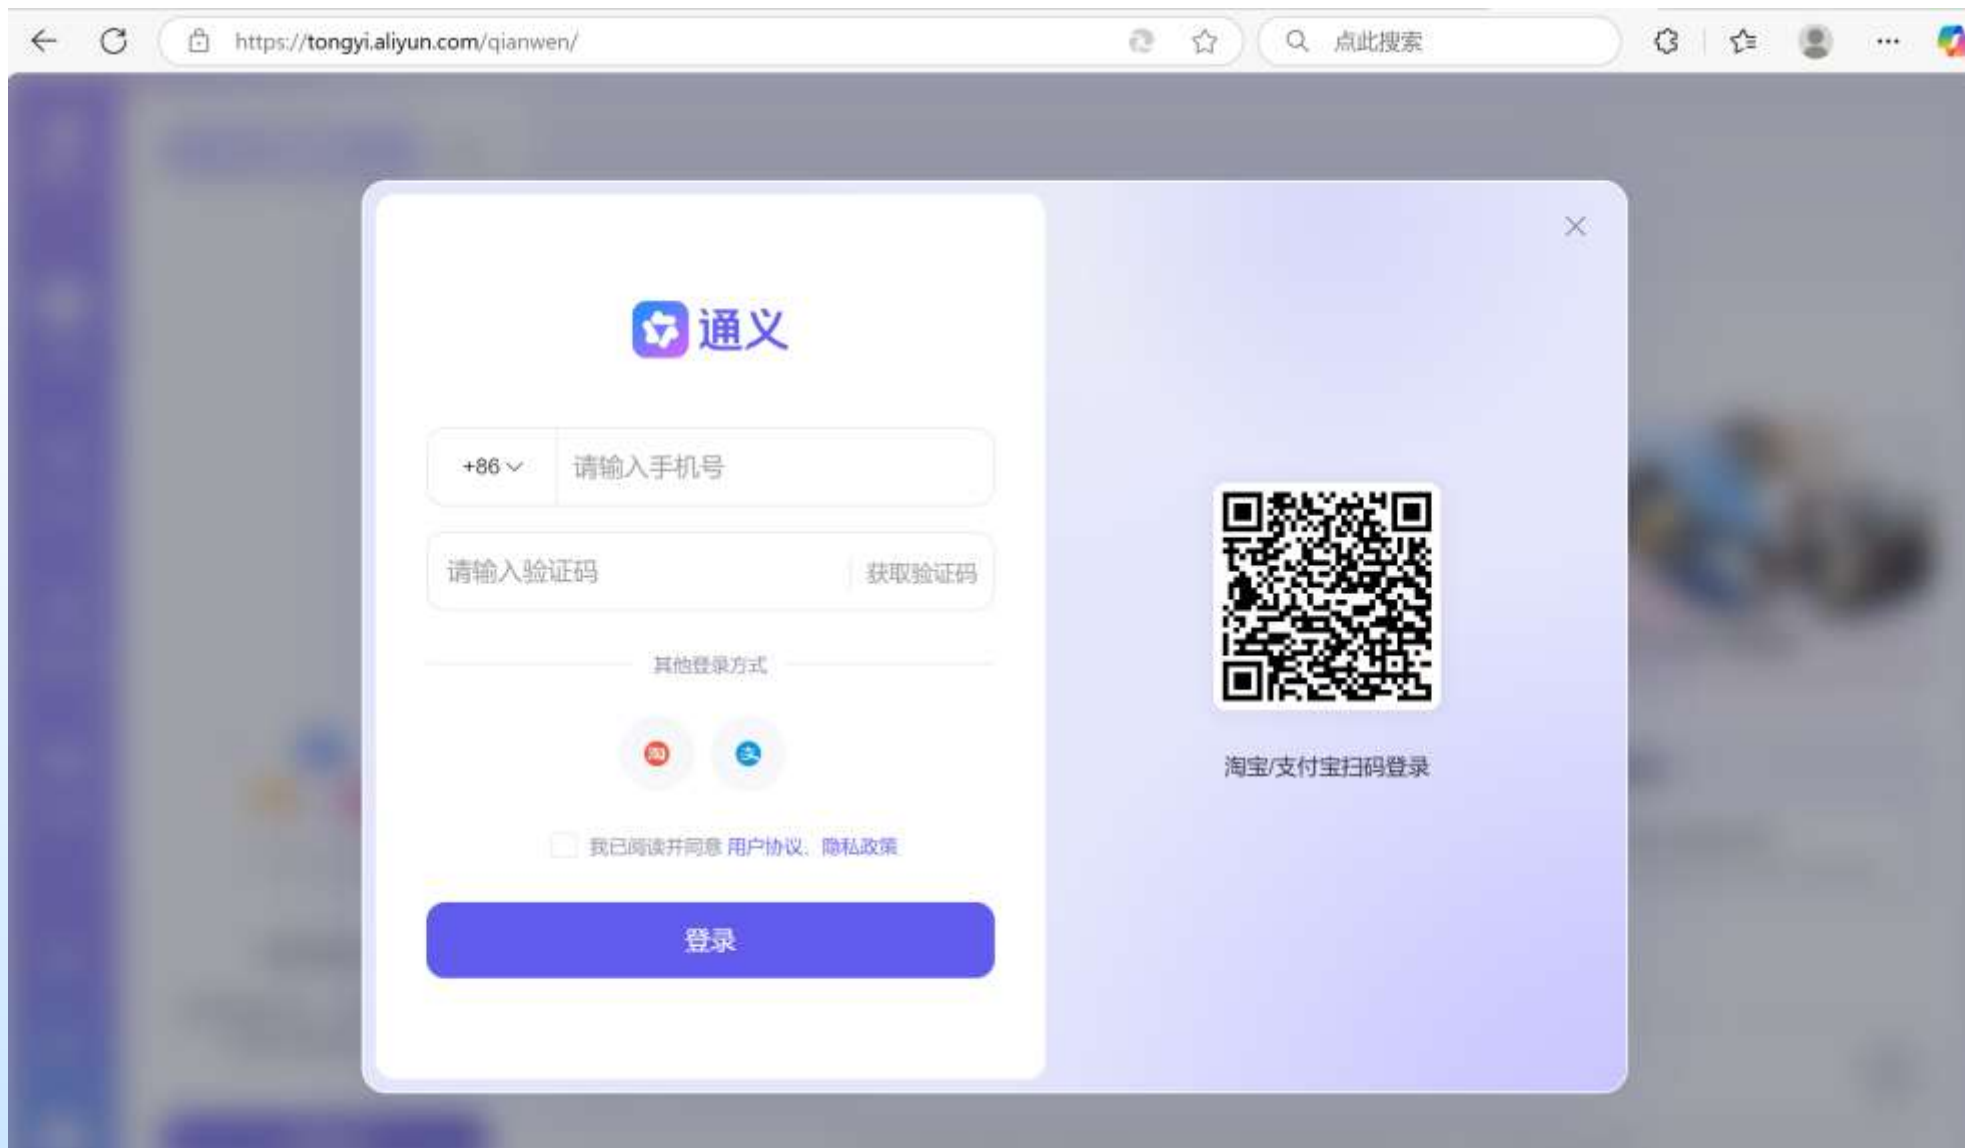 https://tongyi.aliyun.com/qianwen/
点此搜索
通义
+86
请输入手机号
请输入验证码
获取验证码
其他登录方式
淘
支
我已阅读并同意 用户协议、隐私政策
登录
淘宝/支付宝扫码登录